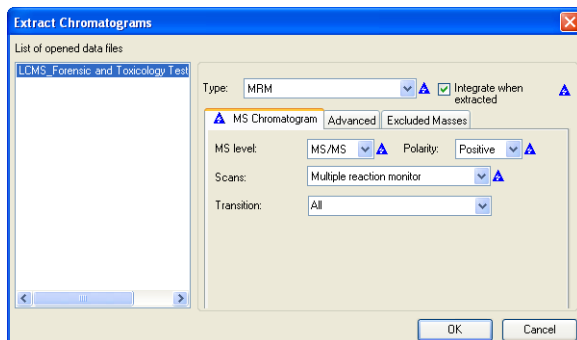 Extract Chromatograms
List of opened data files
LCMS_Forensic and Toxicology Test
Type: MRM Integrate when extracted
MS Chromatogram Advanced Excluded Masses
MS level: MS/MS Polarity: Positive
Scans: Multiple reaction monitor
Transition: All
OK Cancel